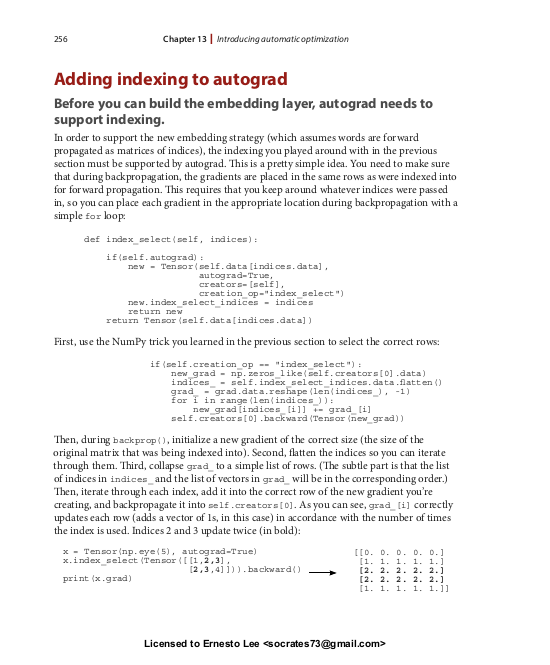 256
Chapter 13 | Introducing automatic optimization
Adding indexing to autograd
Before you can build the embedding layer, autograd needs to
support indexing.
In order to support the new embedding strategy (which assumes words are forward
propagated as matrices of indices), the indexing you played around with in the previous
section must be supported by autograd. This is a pretty simple idea. You need to make sure
that during backpropagation, the gradients are placed in the same rows as were indexed into
for forward propagation. This requires that you keep around whatever indices were passed
in, so you can place each gradient in the appropriate location during backpropagation with a
simple for loop:
def index_select(self, indices):
if(self.autograd):
new = Tensor(self.data[indices.data],
autograd=True,
creators=[self],
creation_op="index_select")
new.index_select_indices = indices
return new
return Tensor(self.data[indices.data])
First, use the NumPy trick you learned in the previous section to select the correct rows:
if(self.creation_op == "index_select"):
new_grad = np.zeros_like(self.creators[0].data)
indices_ = self.index_select_indices.data.flatten()
grad_ = grad.data.reshape(len(indices_), -1)
for i in range(len(indices_)):
new_grad[indices_[i]] += grad_[i]
self.creators[0].backward(Tensor(new_grad))
Then, during backprop(), initialize a new gradient of the correct size (the size of the
original matrix that was being indexed into). Second, flatten the indices so you can iterate
through them. Third, collapse grad_ to a simple list of rows. (The subtle part is that the list
of indices in indices_ and the list of vectors in grad_ will be in the corresponding order.)
Then, iterate through each index, add it into the correct row of the new gradient you're
creating, and backpropagate it into self.creators[0]. As you can see, grad_[i] correctly
updates each row (adds a vector of 1s, in this case) in accordance with the number of times
the index is used. Indices 2 and 3 update twice (in bold):
x = Tensor(np.eye(5), autograd=True)
x.index_select(Tensor([[1,2,3],
[2,3,4]])).backward()
print(x.grad)
[[0. 0. 0. 0. 0.]
[1. 1. 1. 1. 1.]
[2. 2. 2. 2. 2.]
[2. 2. 2. 2. 2.]
[1. 1. 1. 1. 1.]]
Licensed to Ernesto Lee <socrates73@gmail.com>